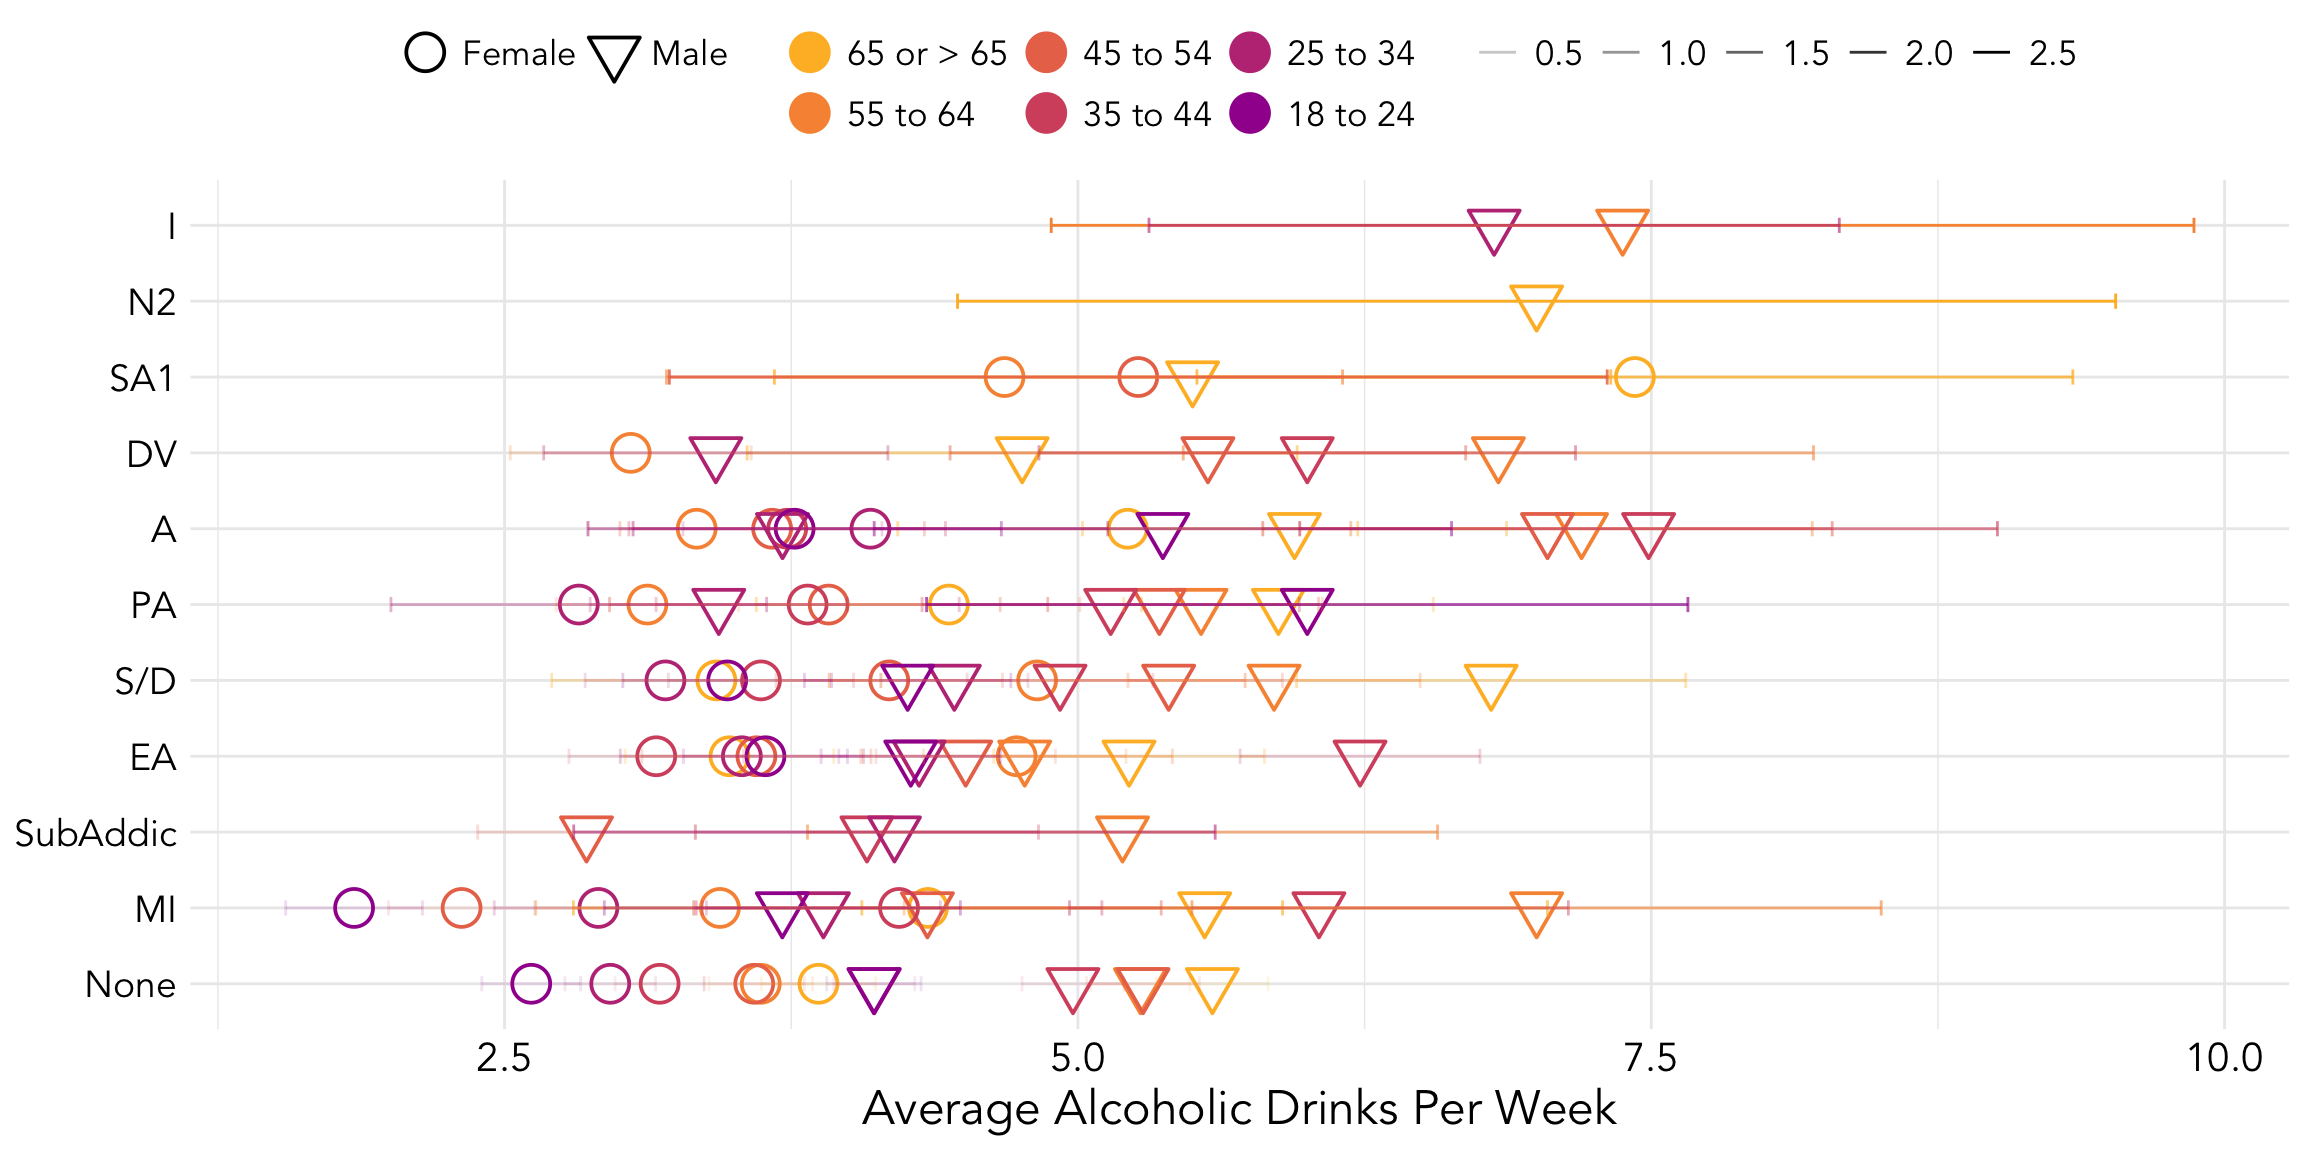 Female Male 65 or > 65 45 to 54 25 to 34 0.5 1.0 1.5 2.0 2.5
55 to 64 35 to 44 18 to 24
I
N2
SA1
DV
A
PA
S/D
EA
SubAddic
MI
None
2.5 5.0 7.5 10.0
Average Alcoholic Drinks Per Week